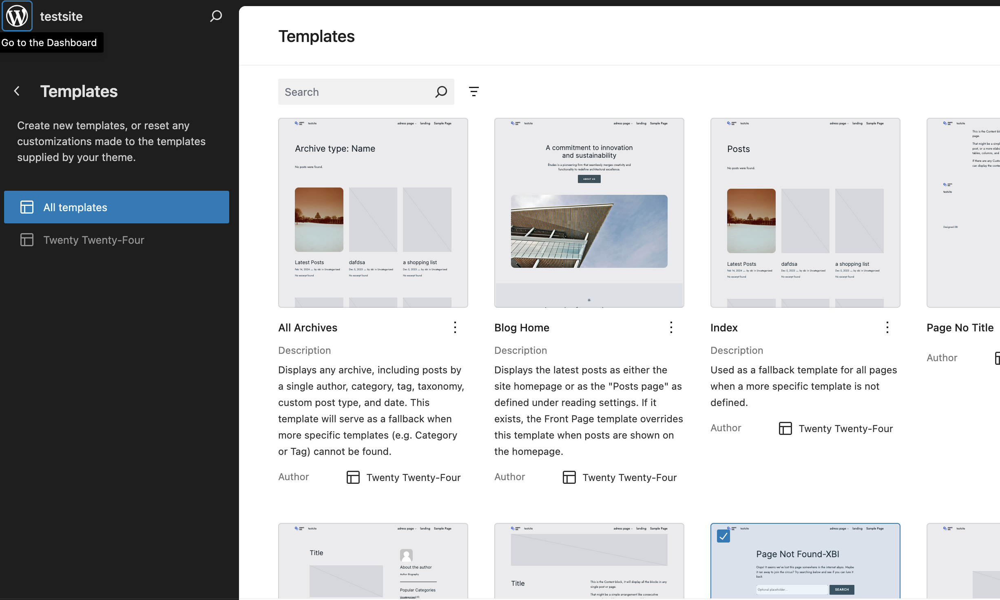 testsite
Go to the Dashboard
Templates
Create new templates, or reset any
customizations made to the templates
supplied by your theme.
All templates
Twenty Twenty-Four
Templates
Search
testsite
adress page landing Sample Page
Archive type: Name
No posts were found.
Latest Posts
Feb 14, 2024 — by xbi in Uncategorized
No excerpt found
dafdsa
Dec 5, 2023 — by xbi in Uncategorized
No excerpt found
a shopping list
Dec 5, 2023 — by xbi in Uncategorized
No excerpt found
All Archives
Description
Displays any archive, including posts by
a single author, category, tag, taxonomy,
custom post type, and date. This
template will serve as a fallback when
more specific templates (e.g. Category
or Tag) cannot be found.
Author
Twenty Twenty-Four
testsite
adress page landing Sample Page
A commitment to innovation
and sustainability
Études is a pioneering firm that seamlessly merges creativity and
functionality to redefine architectural excellence.
ABOUT US
Blog Home
Description
Displays the latest posts as either the
site homepage or as the "Posts page" as
defined under reading settings. If it
exists, the Front Page template overrides
this template when posts are shown on
the homepage.
Author
Twenty Twenty-Four
testsite
adress page landing Sample Page
Posts
No posts were found.
Latest Posts
Feb 14, 2024 — by xbi in Uncategorized
No excerpt found
dafdsa
Dec 5, 2023 — by xbi in Uncategorized
No excerpt found
a shopping list
Dec 5, 2023 — by xbi in Uncategorized
No excerpt found
Index
Description
Used as a fallback template for all pages
when a more specific template is not
defined.
Author
Twenty Twenty-Four
testsite
This is the Content
page.
That might be a
post, or a more
tables, columns, and
If there are any
can display the
testsite
Designed XBI
Page No Title
Author
testsite
adress page landing Sample Page
Title
About the author
Author Biography
Popular Categories
Uncategorized (9)
testsite
adress page landing Sample Page
Title
This is the Content block, it will display all the blocks in any
single post or page.
That might be a simple arrangement like consecutive
testsite
adress page landing Sample Page
Page Not Found-XBI
Oops! It seems we've lost this page somewhere in the internet abyss. Maybe
it ran away to join the circus? Try searching below and see if you can lure it
back
Optional placeholder...
SEARCH
testsite